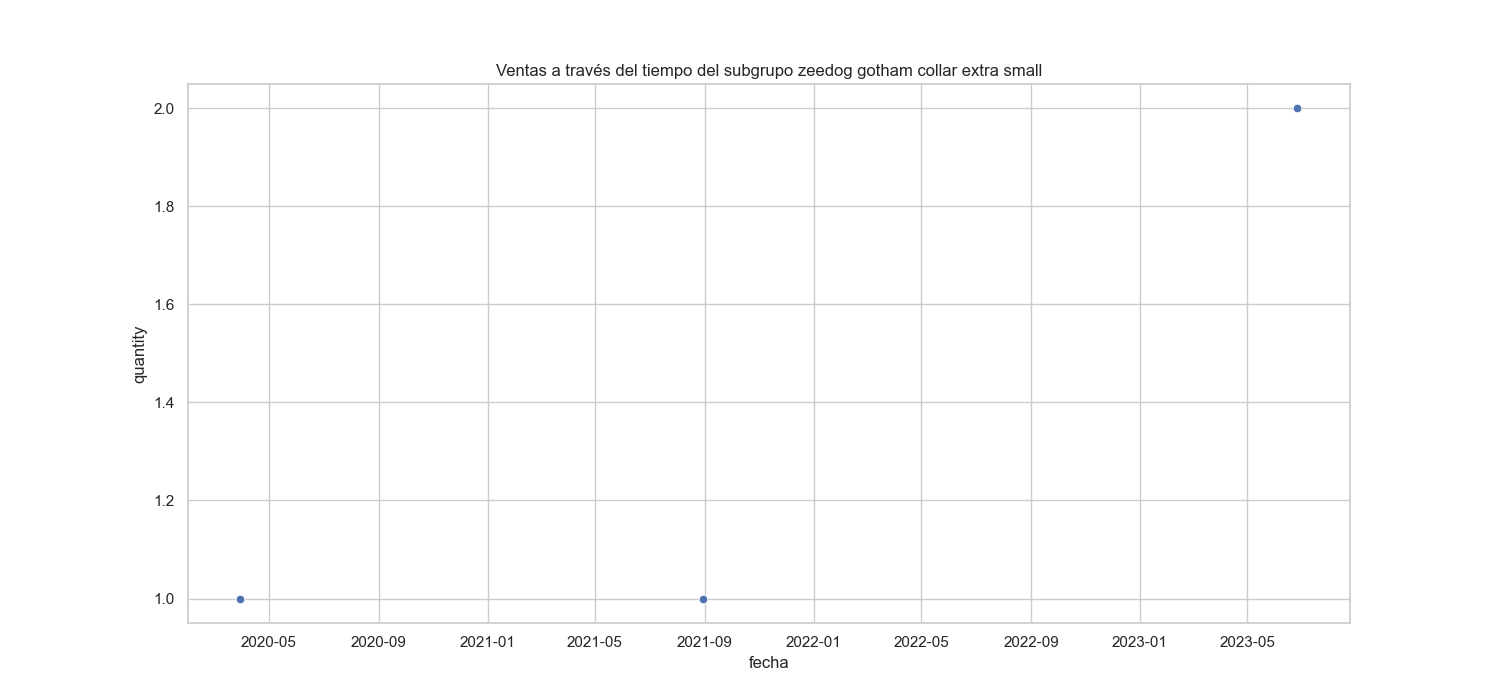 Ventas a través del tiempo del subgrupo zeedog gotham collar extra small
2.0
1.8
1.6
1.4
1.2
1.0
quantity
2020-05 2020-09 2021-01 2021-05 2021-09 2022-01 2022-05 2022-09 2023-01 2023-05
fecha